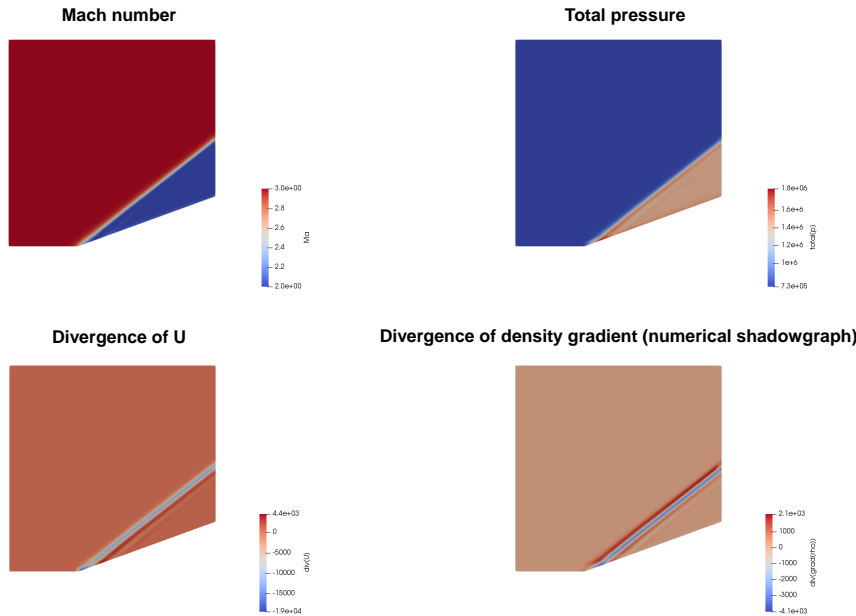 Mach number
Total pressure
3.0e+00
2.8
2.6
2.4
2.2
2.0e+00
Ma
1.8e+06
1.6e+6
1.4e+6
1.2e+6
1e+6
7.3e+05
total(p)
Divergence of U
Divergence of density gradient (numerical shadowgraph)
4.4e+03
0
-5000
-10000
-15000
-1.9e+04
div(U)
2.1e+03
1000
0
-1000
-2000
-3000
-4.1e+03
div(grad(rho))